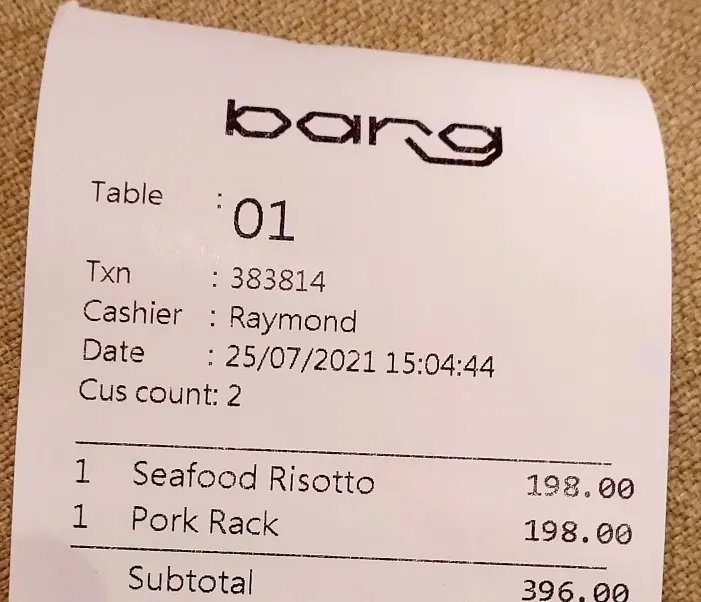 barg
Table : 01
Txn : 383814
Cashier : Raymond
Date : 25/07/2021 15:04:44
Cus count: 2
1 Seafood Risotto 198.00
1 Pork Rack 198.00
Subtotal 396.00